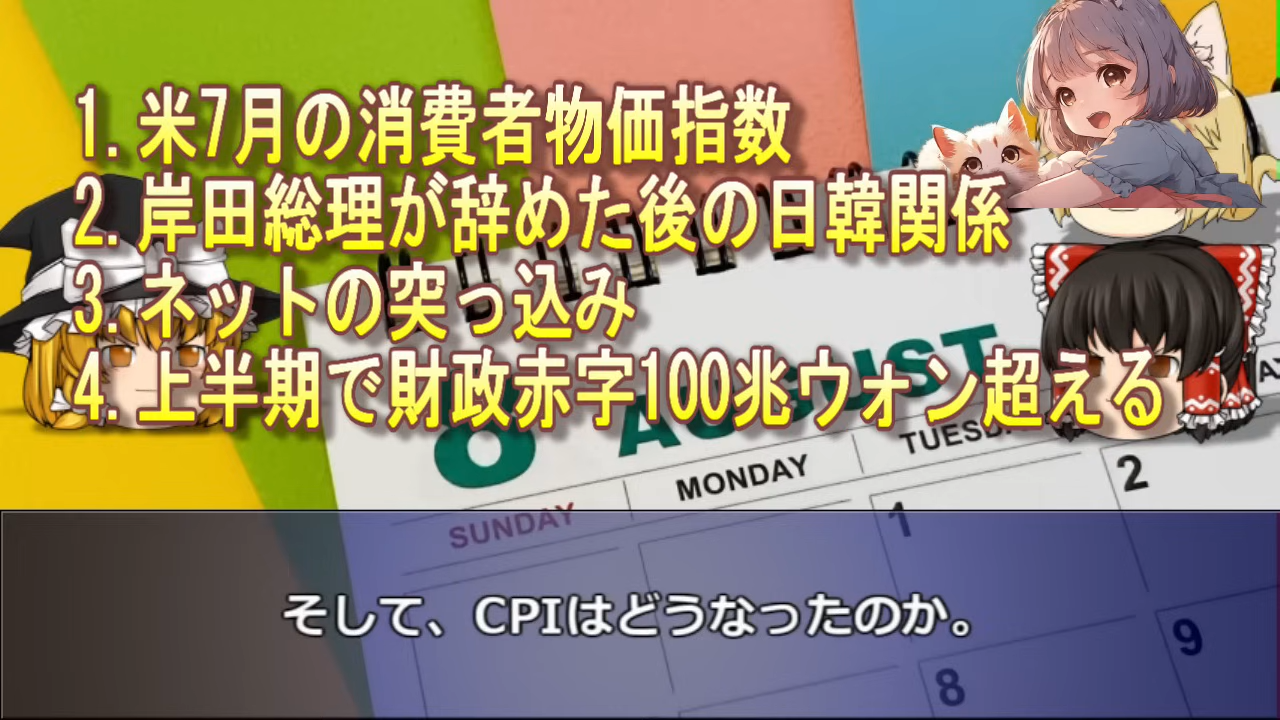 1.米7月の消費者物価指数
2.岸田総理が辞めた後の日韓関係
3.ネットの突っ込み
4.上半期で財政赤字100兆ウォン超える
8 AUGUST
SUNDAY MONDAY TUESDA
1 2
8 9
そして、CPIはどうなったのか。